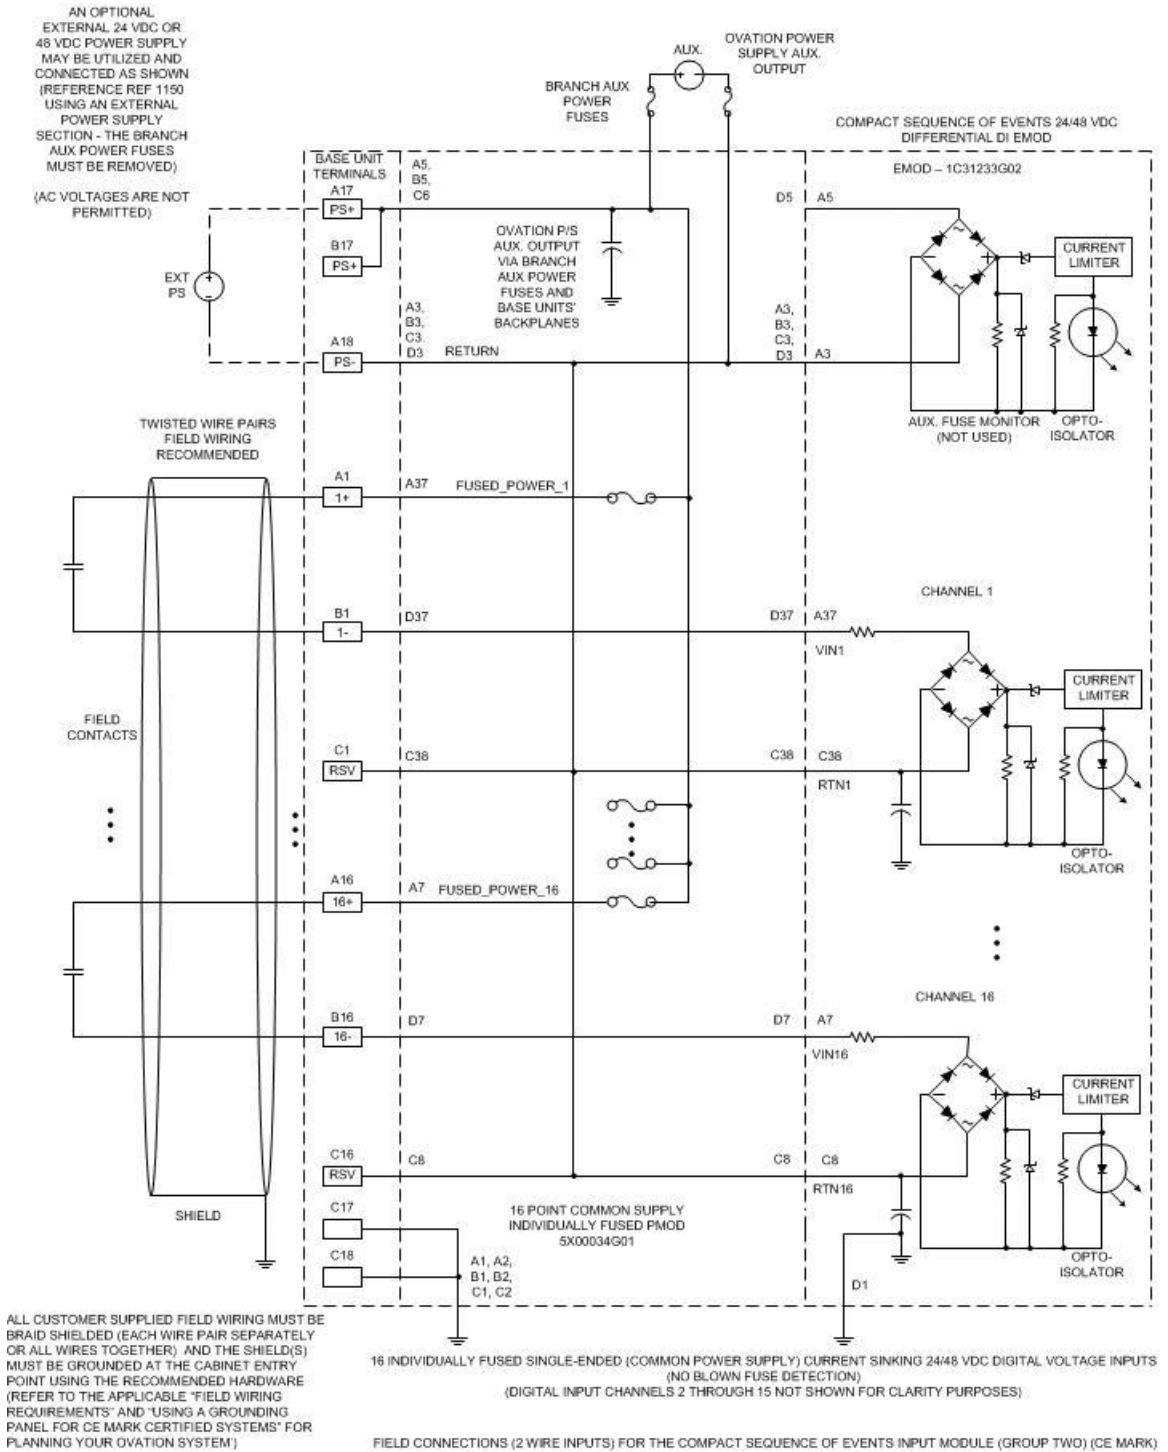 AN OPTIONAL
EXTERNAL 24 VDC OR
48 VDC POWER SUPPLY
MAY BE UTILIZED AND
CONNECTED AS SHOWN
(REFERENCE REF 1150
USING AN EXTERNAL
POWER SUPPLY
SECTION - THE BRANCH
AUX POWER FUSES
MUST BE REMOVED)
(AC VOLTAGES ARE NOT
PERMITTED)
AUX.
OVATION POWER
SUPPLY AUX.
OUTPUT
BRANCH AUX
POWER
FUSES
COMPACT SEQUENCE OF EVENTS 24/48 VDC
DIFFERENTIAL DI EMOD
EMOD – 1C31233G02
BASE UNIT
TERMINALS
A17
PS+
B17
PS+
A5,
B5,
C6
D5
A5
EXT
PS
OVATION P/S
AUX. OUTPUT
VIA BRANCH
AUX POWER
FUSES AND
BASE UNITS'
BACKPLANES
CURRENT
LIMITER
A18
PS-
A3,
B3,
C3.
D3
RETURN
A3,
B3,
C3,
D3
A3
AUX. FUSE MONITOR
(NOT USED)
OPTO-
ISOLATOR
TWISTED WIRE PAIRS
FIELD WIRING
RECOMMENDED
A1
1+
A37
FUSED_POWER_1
CHANNEL 1
B1
1-
D37
D37
A37
VIN1
CURRENT
LIMITER
FIELD
CONTACTS
C1
RSV
C38
C38
C38
RTN1
OPTO-
ISOLATOR
A16
16+
A7
FUSED_POWER_16
CHANNEL 16
B16
16-
D7
D7
A7
VIN16
CURRENT
LIMITER
C16
RSV
C8
C8
C8
RTN16
SHIELD
C17
C18
16 POINT COMMON SUPPLY
INDIVIDUALLY FUSED PMOD
5X00034G01
A1, A2,
B1, B2,
C1, C2
D1
OPTO-
ISOLATOR
ALL CUSTOMER SUPPLIED FIELD WIRING MUST BE
BRAID SHIELDED (EACH WIRE PAIR SEPARATELY
OR ALL WIRES TOGETHER) AND THE SHIELD(S)
MUST BE GROUNDED AT THE CABINET ENTRY
POINT USING THE RECOMMENDED HARDWARE
(REFER TO THE APPLICABLE "FIELD WIRING
REQUIREMENTS" AND "USING A GROUNDING
PANEL FOR CE MARK CERTIFIED SYSTEMS" FOR
PLANNING YOUR OVATION SYSTEM')
16 INDIVIDUALLY FUSED SINGLE-ENDED (COMMON POWER SUPPLY) CURRENT SINKING 24/48 VDC DIGITAL VOLTAGE INPUTS
(NO BLOWN FUSE DETECTION)
(DIGITAL INPUT CHANNELS 2 THROUGH 15 NOT SHOWN FOR CLARITY PURPOSES)
FIELD CONNECTIONS (2 WIRE INPUTS) FOR THE COMPACT SEQUENCE OF EVENTS INPUT MODULE (GROUP TWO) (CE MARK)